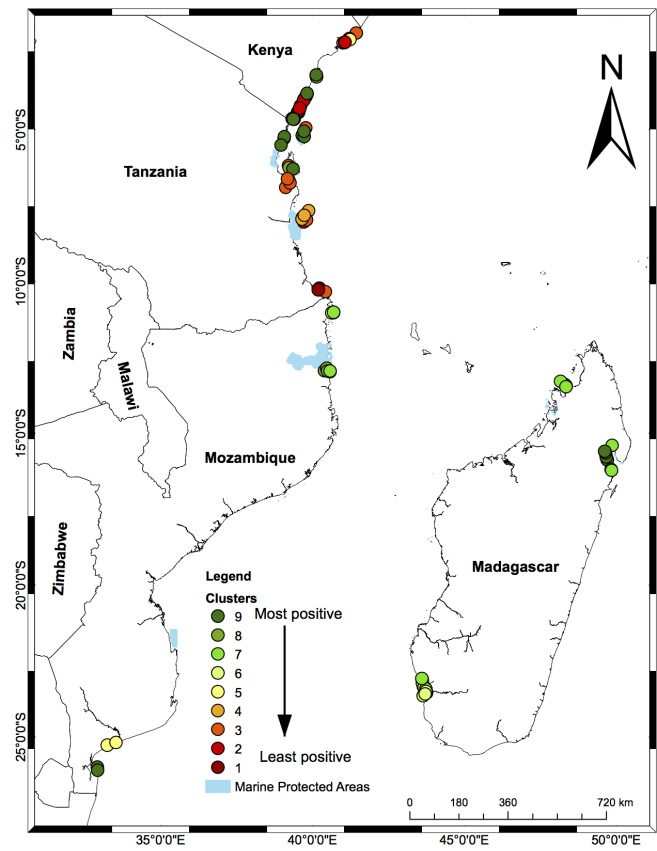 Kenya
N
5°0'0"S
Tanzania
10°0'0"S
Zambia
Malawi
15°0'0"S
Mozambique
Zimbabwe
Madagascar
Legend
20°0'0"S
Clusters
9 Most positive
8
7
6
5
4
3
2 Least positive
1
Marine Protected Areas
25°0'0"S
0 180 360 720 km
35°0'0"E 40°0'0"E 45°0'0"E 50°0'0"E